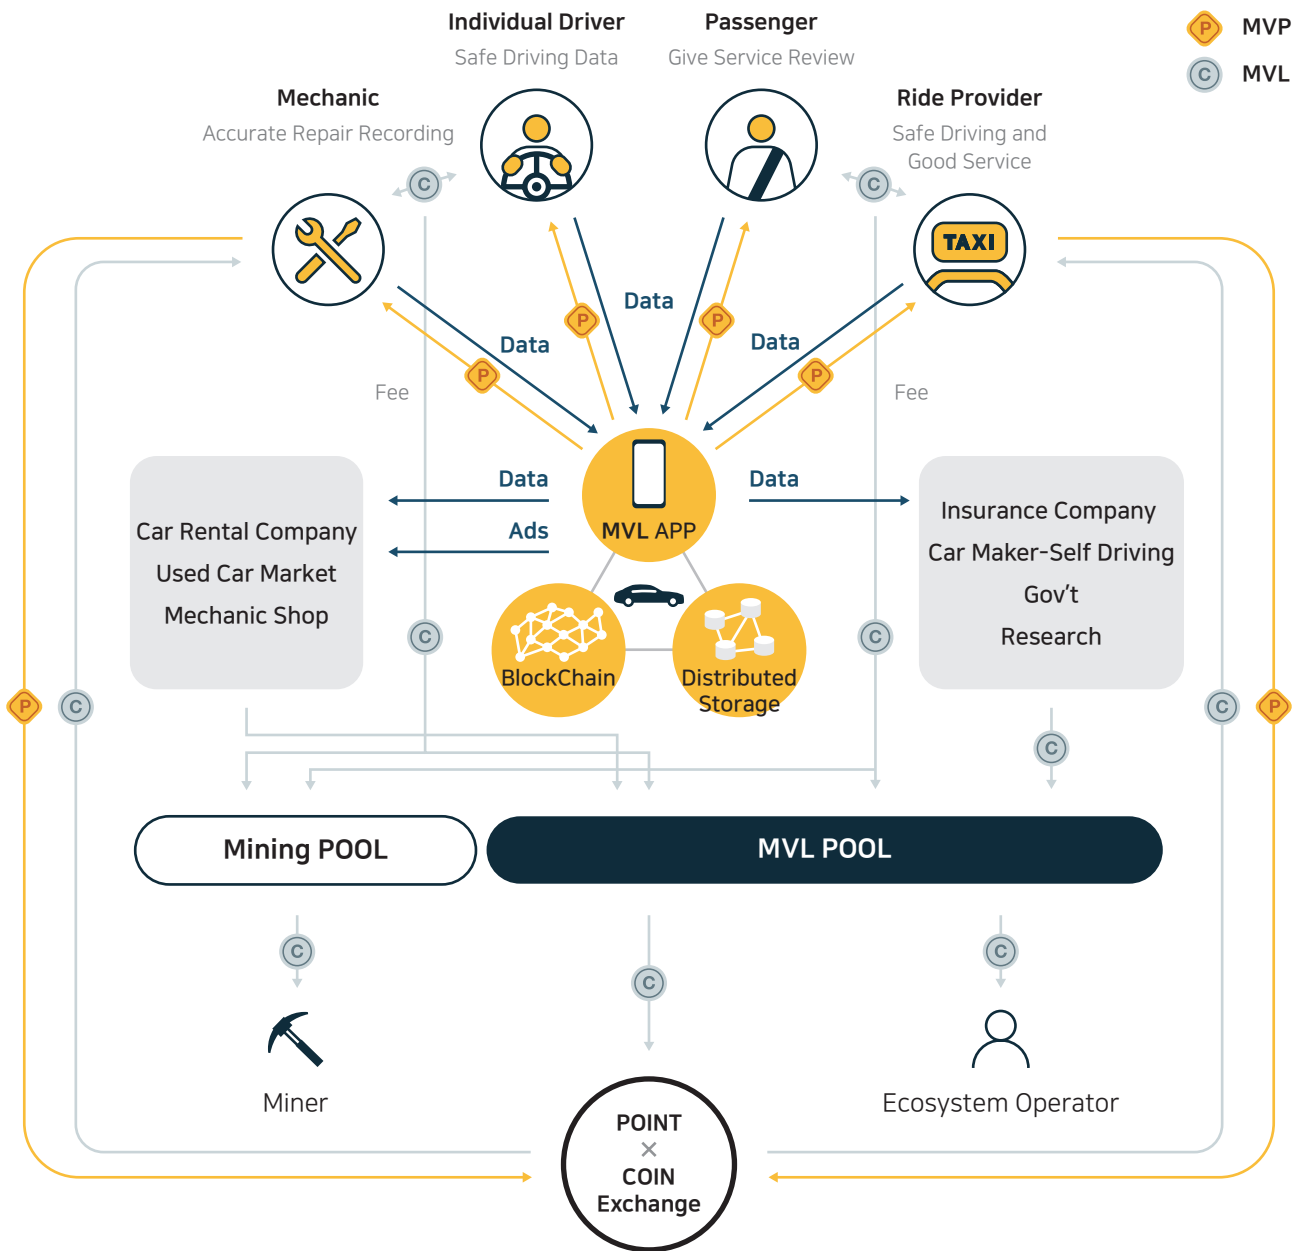 Individual Driver
Safe Driving Data
Passenger
Give Service Review
P MVP
C MVL
Mechanic
Accurate Repair Recording
Ride Provider
Safe Driving and
Good Service
C
C
TAXI
Data
Data
Data
Data
P
P
P
P
Fee
Fee
MVL APP
Data
Ads
Data
Car Rental Company
Used Car Market
Mechanic Shop
Insurance Company
Car Maker-Self Driving
Gov't
Research
C
C
BlockChain
Distributed
Storage
P
C
C
P
C
Mining POOL
MVL POOL
C
C
C
Miner
Ecosystem Operator
POINT
×
COIN
Exchange